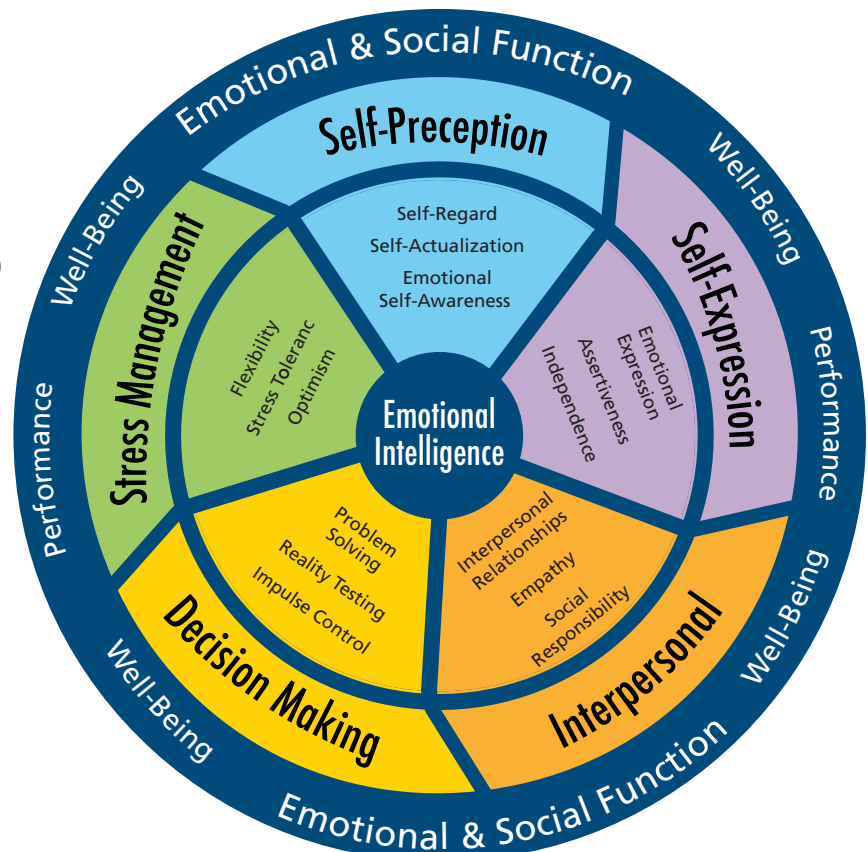 Emotional & Social Function
Well-Being
Performance
Well-Being
Emotional & Social Function
Well-Being
Performance
Well-Being
Self-Preception
Self-Regard
Self-Actualization
Emotional
Self-Awareness
Self-Expression
Emotional
Expression
Assertiveness
Independence
Interpersonal
Interpersonal
Relationships
Empathy
Social
Responsibility
Decision Making
Problem
Solving
Reality Testing
Impulse Control
Stress Management
Flexibility
Stress Toleranc
Optimism
Emotional
Intelligence